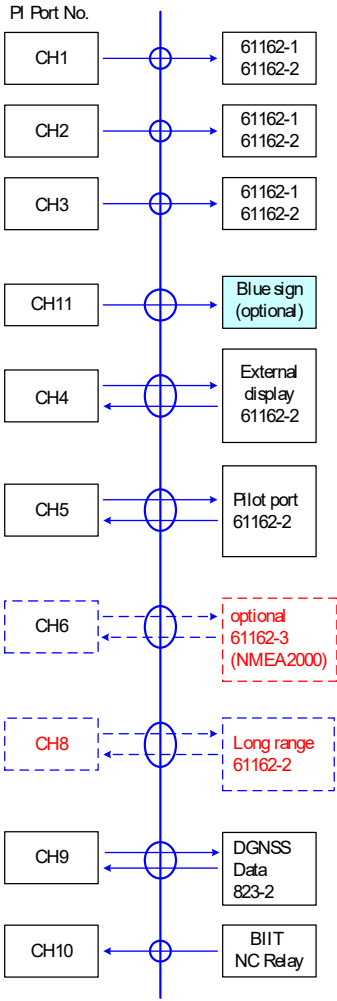 PI Port No.
CH1
61162-1
61162-2
CH2
61162-1
61162-2
CH3
61162-1
61162-2
CH11
Blue sign
(optional)
CH4
External
display
61162-2
CH5
Pilot port
61162-2
CH6
optional
61162-3
(NMEA2000)
CH8
Long range
61162-2
CH9
DGNSS
Data
823-2
CH10
BIIT
NC Relay